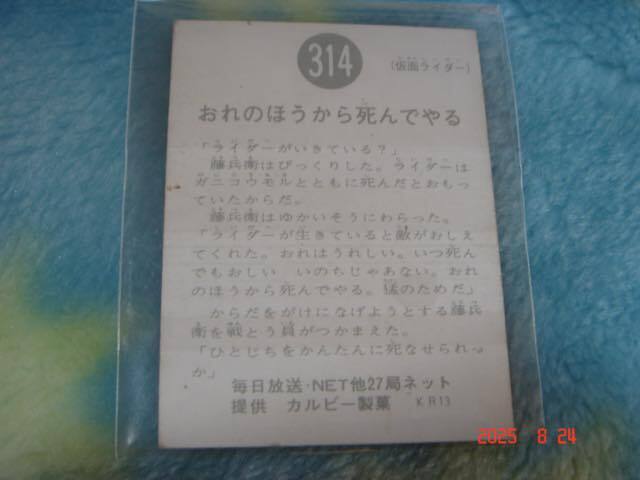 314
(仮面ライダー)
おれのほうから死んでやる
「ライダーがいきている?」
藤兵衛はびっくりした。ライダーは
ガニコウモルとともに死んだとおもっ
ていたからだ。
藤兵衛はゆかいそうにわらった。
「ライダーが生きていると敵がおしえ
てくれた。おれはうれしい。いつ死ん
でもおしい いのちじゃあない。おれ
のほうから死んでやる。猛のためだ」
からだをがけになげようとする藤兵
衛を戦とう員がつかまえた。
「ひとじちをかんたんに死なせられっ
か」
毎日放送・NET他27局ネット
提供 カルビー製菓 KR13
2025 8 24